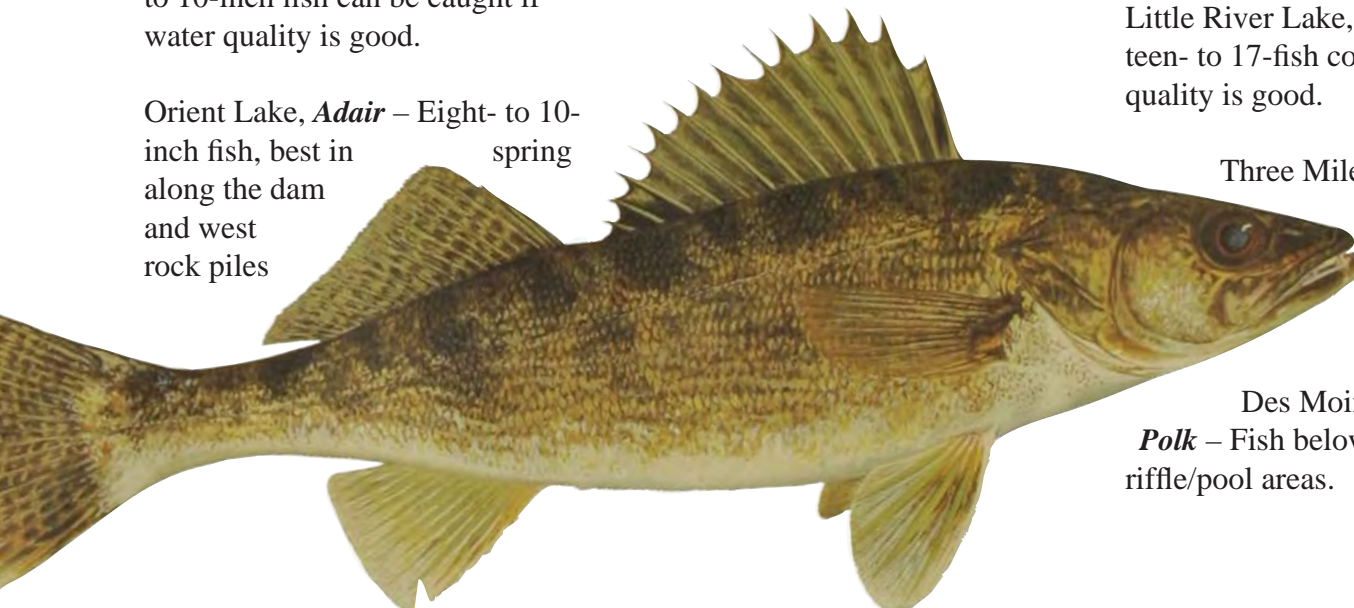 to 10-inch fish can be caught if
water quality is good.
Orient Lake, Adair – Eight- to 10-
inch fish, best in spring
along the dam
and west
rock piles
Little River Lake,
teen- to 17-fish co
quality is good.
Three Mile
Des Moi
Polk – Fish below
riffle/pool areas.